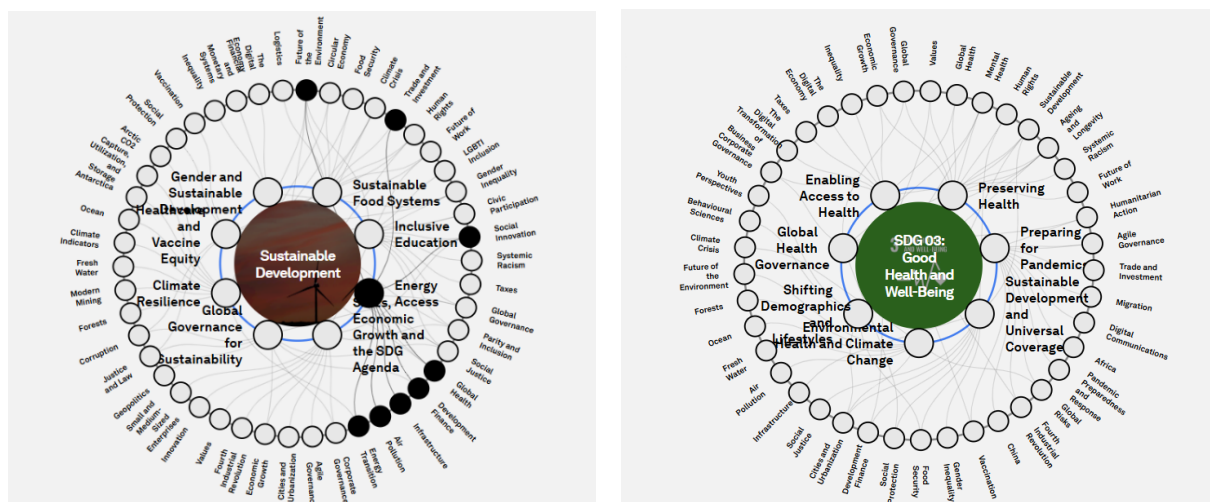 Sustainable
Development
Gender and
Sustainable
Development
Healthcare
and
Vaccine
Equity
Climate
Resilience
Global
Governance
for
Sustainability
Sustainable
Food Systems
Inclusive
Education
Energy
Access
Economic
Growth and
the SDG
Agenda
Future of
the
Environment
Circular
Economy
Food
Security
Climate
Crisis
Trade and
Investment
Human
Rights
Future of
Work
LGBTI
Inclusion
Gender
Inequality
Civic
Participation
Social
Innovation
Systemic
Racism
Taxes
Global
Governance
Parity and
Inclusion
Social
Justice
Global
Health
Development
Finance
Infrastructure
Air
Pollution
Energy
Transition
Corporate
Governance
Agile
Governance
Cities and
Urbanization
Economic
Growth
Fourth
Industrial
Revolution
Values
Innovation
Small and
Medium-
Sized
Enterprises
Geopolitics
Justice
and Law
Corruption
Forests
Modern
Mining
Fresh
Water
Climate
Indicators
Ocean
Antarctica
Arctic
CO2
Capture,
Utilization,
and
Storage
Social
Protection
Vaccination
Inequality
Monetary
and
Financial
Systems
The
Digital
Economy
Logistics
SDG 03:
Good
Health and
Well-Being
Enabling
Access to
Health
Global
Health
Governance
Shifting
Demographics
and
Lifestyles
Environmental
Health and Climate
Change
Preserving
Health
Preparing
for
Pandemics
Sustainable
Development
and
Universal
Coverage
Values
Global
Health
Mental
Health
Human
Rights
Sustainable
Development
Ageing
and
Longevity
Systemic
Racism
Future of
Work
Humanitarian
Action
Agile
Governance
Trade and
Investment
Migration
Digital
Communications
Africa
Pandemic
Preparedness
and
Response
Global
Risks
Fourth
Industrial
Revolution
China
Vaccination
Gender
Inequality
Food
Security
Social
Protection
Development
Finance
Cities and
Urbanization
Social
Justice
Infrastructure
Air
Pollution
Fresh
Water
Ocean
Forests
Future of the
Environment
Climate
Crisis
Behavioural
Sciences
Youth
Perspectives
Corporate
Governance
The
Digital
Transformation of
Business
Taxes
The
Digital
Economy
Inequality
Economic
Growth
Global
Governance